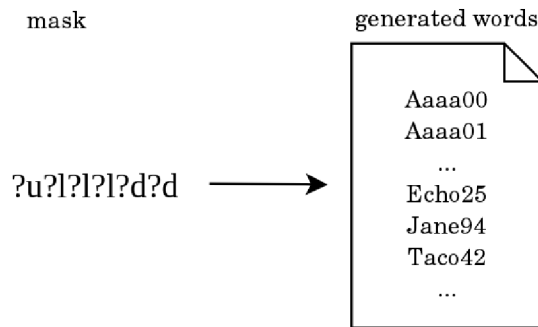 mask
generated words
Aaaa00
Aaaa01
...
?u?l?l?l?d?d
Echo25
Jane94
Taco42
...